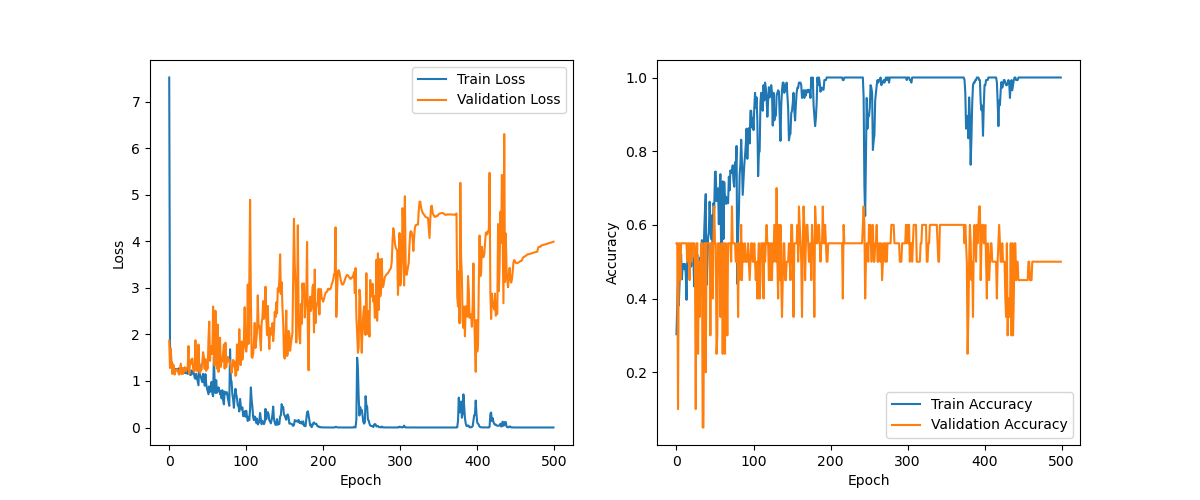 Train Loss
Validation Loss
7
6
5
4
3
2
1
0
Loss
0 100 200 300 400 500
Epoch
1.0
0.8
0.6
0.4
0.2
Accuracy
Train Accuracy
Validation Accuracy
0 100 200 300 400 500
Epoch